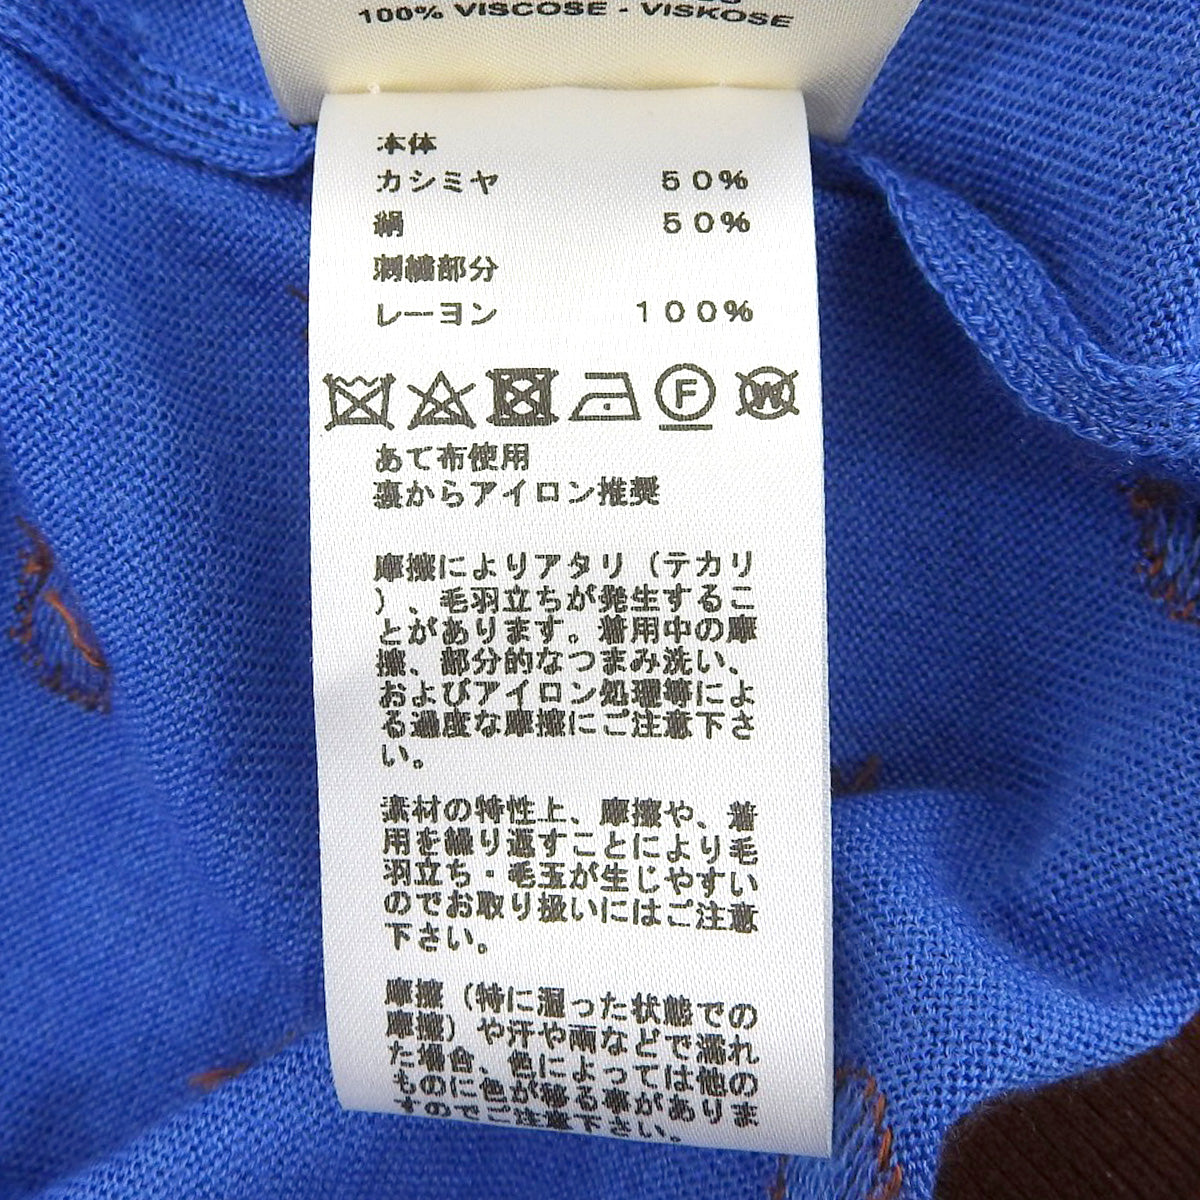 100% VISCOSE - VISKOSE
本体
カシミヤ 50%
絹 50%
刺繍部分
レーヨン 100%
F W
あて布使用
裏からアイロン推奨
摩擦によりアタリ（テカリ
）、毛羽立ちが発生するこ
とがあります。着用中の摩
擦、部分的なつまみ洗い、
およびアイロン処理等によ
る過度な摩擦にご注意下さ
い。
素材の特性上、摩擦や、着
用を繰り返すことにより毛
羽立ち・毛玉が生じやすい
のでお取り扱いにはご注意
下さい。
摩擦（特に湿った状態での
摩擦）や汗や雨などで濡れ
た場合、色によっては他の
ものに色が移る事がありま
すのでご注意下さい。